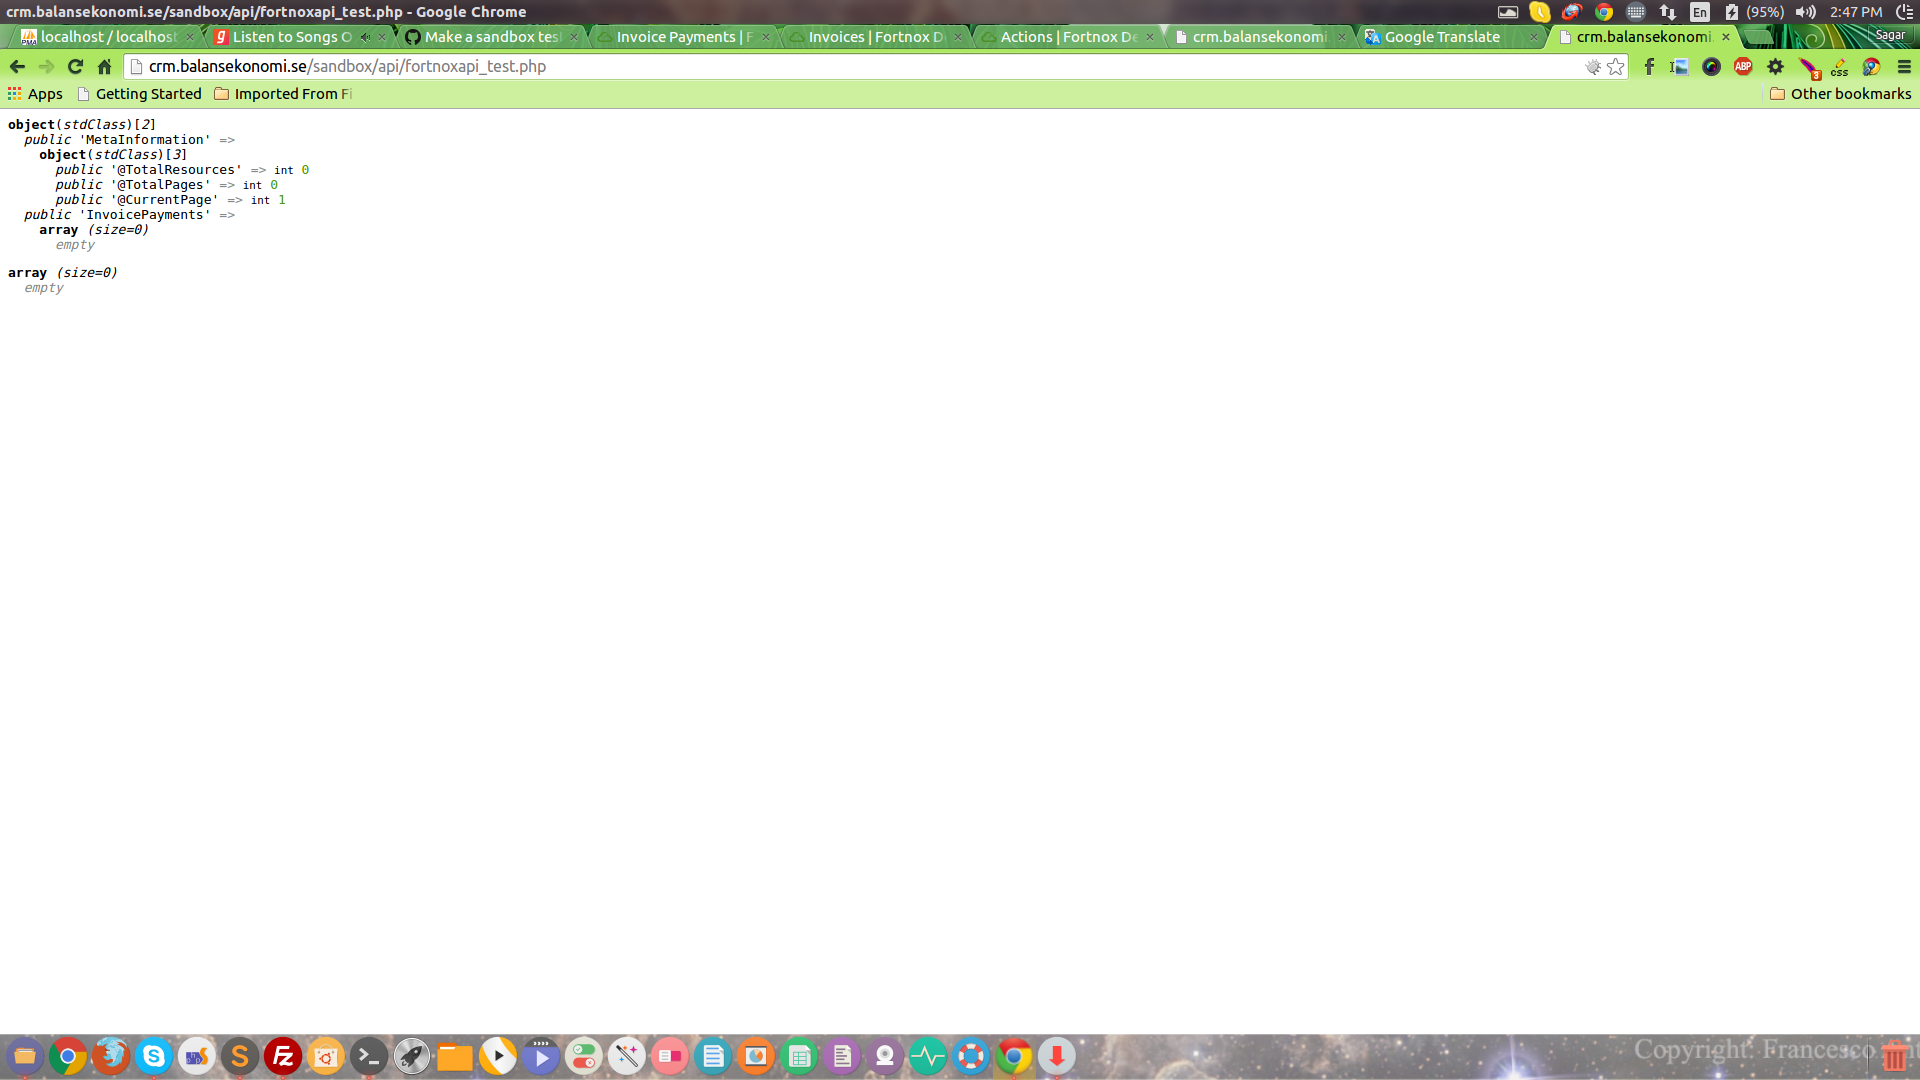 crm.balansekonomi.se/sandbox/api/fortnoxapi_test.php - Google Chrome
En (95%) 2:47 PM
localhost / localhost
Listen to Songs O
Make a sandbox tes
Invoice Payments | F
Invoices | Fortnox D
Actions | Fortnox De
crm.balansekonomi
Google Translate
crm.balansekonomi.
Sagar
crm.balansekonomi.se/sandbox/api/fortnoxapi_test.php
ABP
3
css
Apps Getting Started Imported From Fi Other bookmarks
object(stdClass)[2]
public 'MetaInformation' =>
object(stdClass)[3]
public '@TotalResources' => int 0
public '@TotalPages' => int 0
public '@CurrentPage' => int 1
public 'InvoicePayments' =>
array (size=0)
empty
array (size=0)
empty
Copyright: Francesco